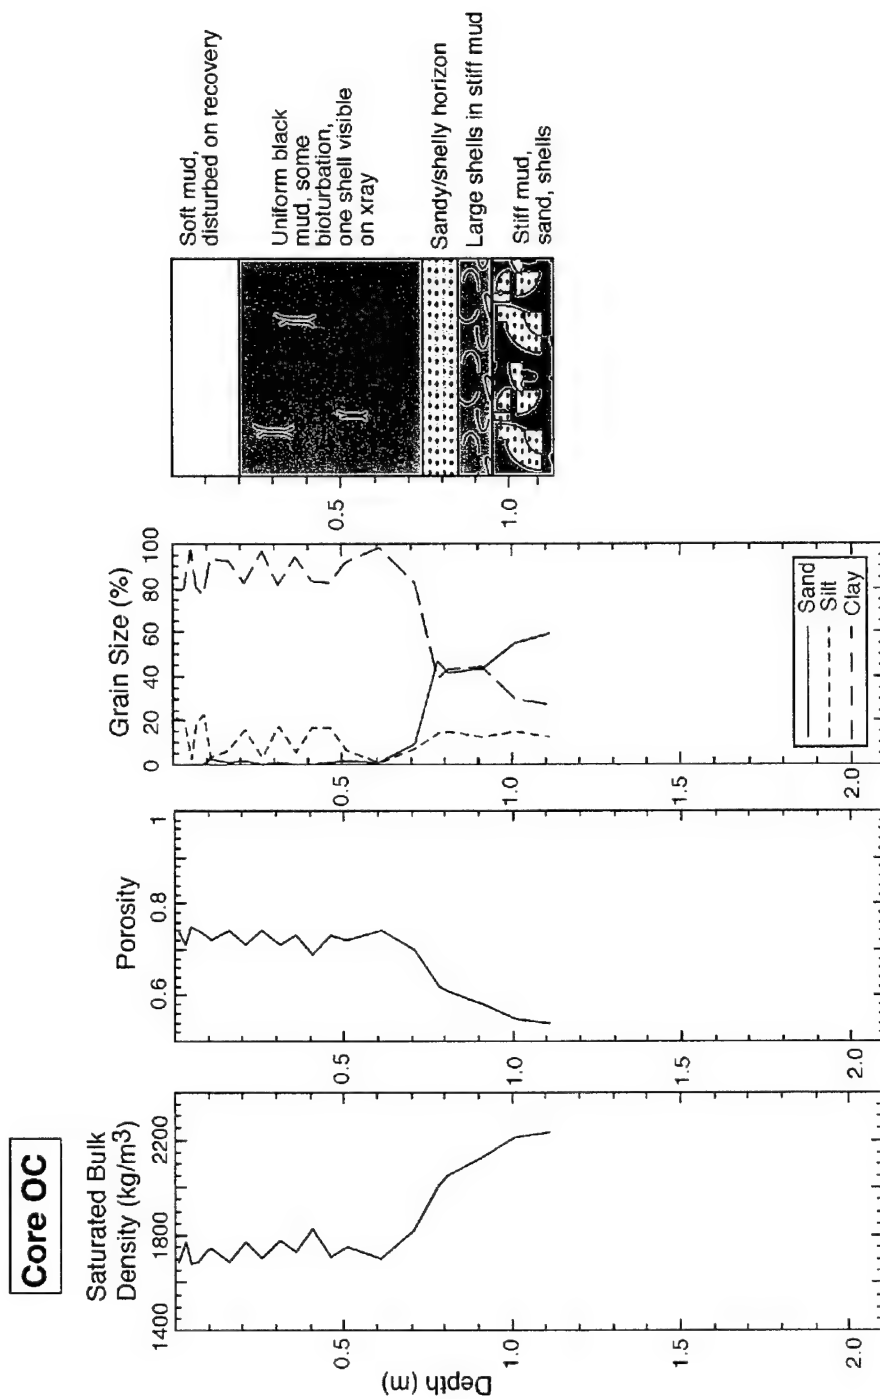 Core OC
Saturated Bulk
Density (kg/m3)
1400
1800
2200
Depth (m)
0.5
1.0
1.5
2.0
Porosity
0.6
0.8
1
0.5
1.0
1.5
2.0
Grain Size (%)
0
20
40
60
80
100
0.5
1.0
1.5
2.0
Sand
Silt
Clay
0.5
1.0
Soft mud,
disturbed on recovery
Uniform black
mud, some
bioturbation,
one shell visible
on xray
Sandy/shelly horizon
Large shells in stiff mud
Stiff mud,
sand, shells